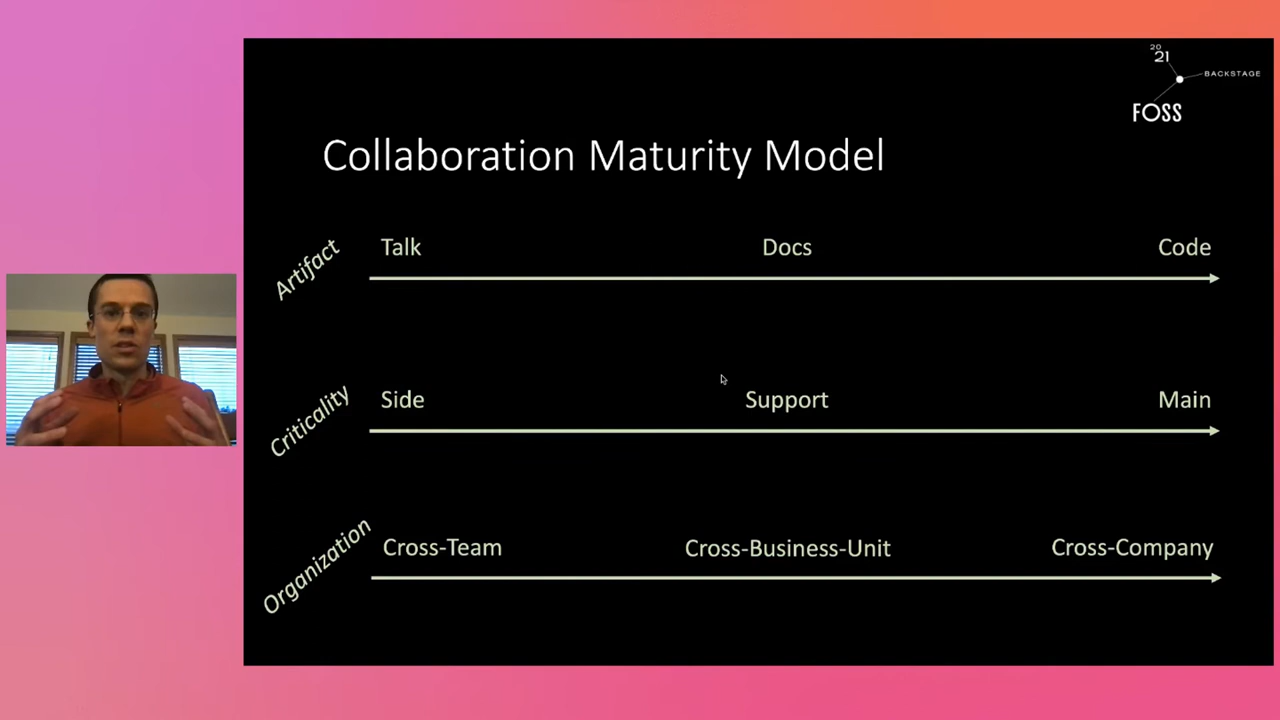 20
21
BACKSTAGE
FOSS
Collaboration Maturity Model
Artifact
Talk Docs Code
Criticality
Side Support Main
Organization
Cross-Team Cross-Business-Unit Cross-Company